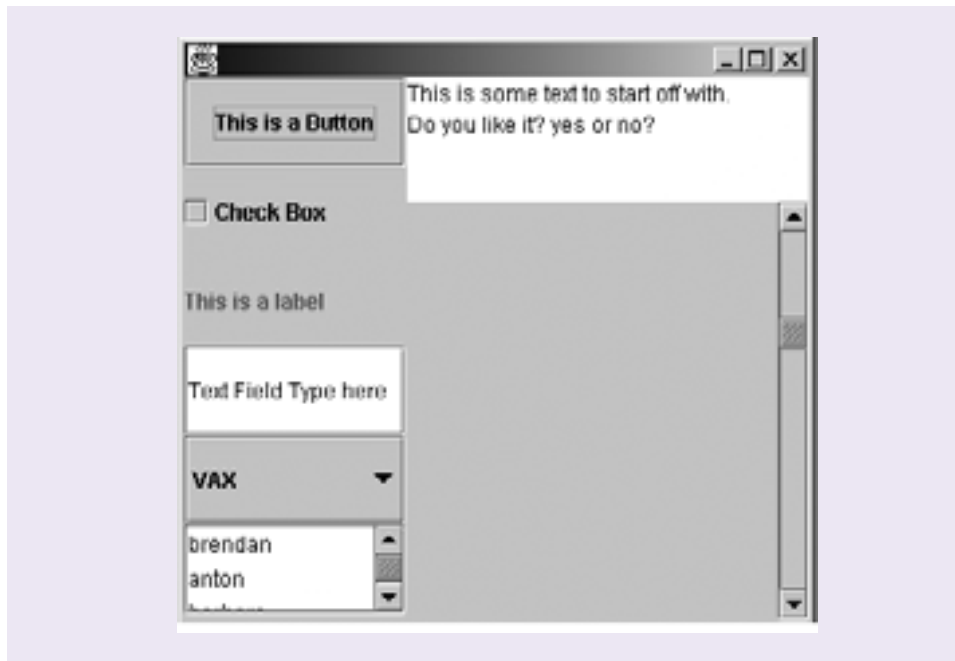 This is a Button
This is some text to start off with.
Do you like it? yes or no?
Check Box
This is a label
Text Field Type here
VAX
brendan
anton